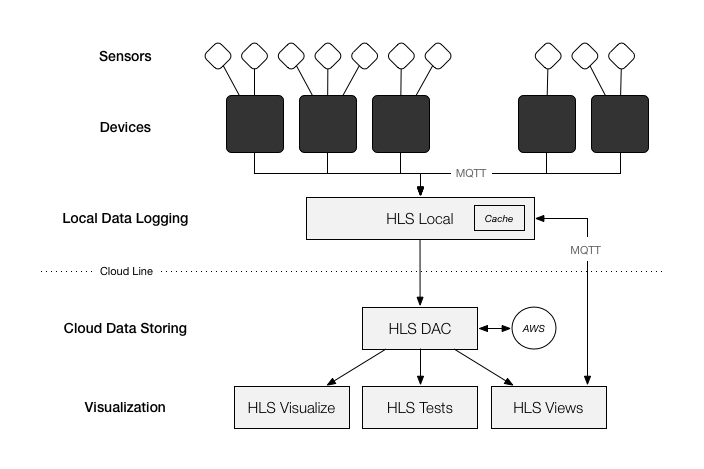 Sensors
Devices
MQTT
Local Data Logging
HLS Local
Cache
MQTT
Cloud Line
Cloud Data Storing
HLS DAC
AWS
Visualization
HLS Visualize
HLS Tests
HLS Views